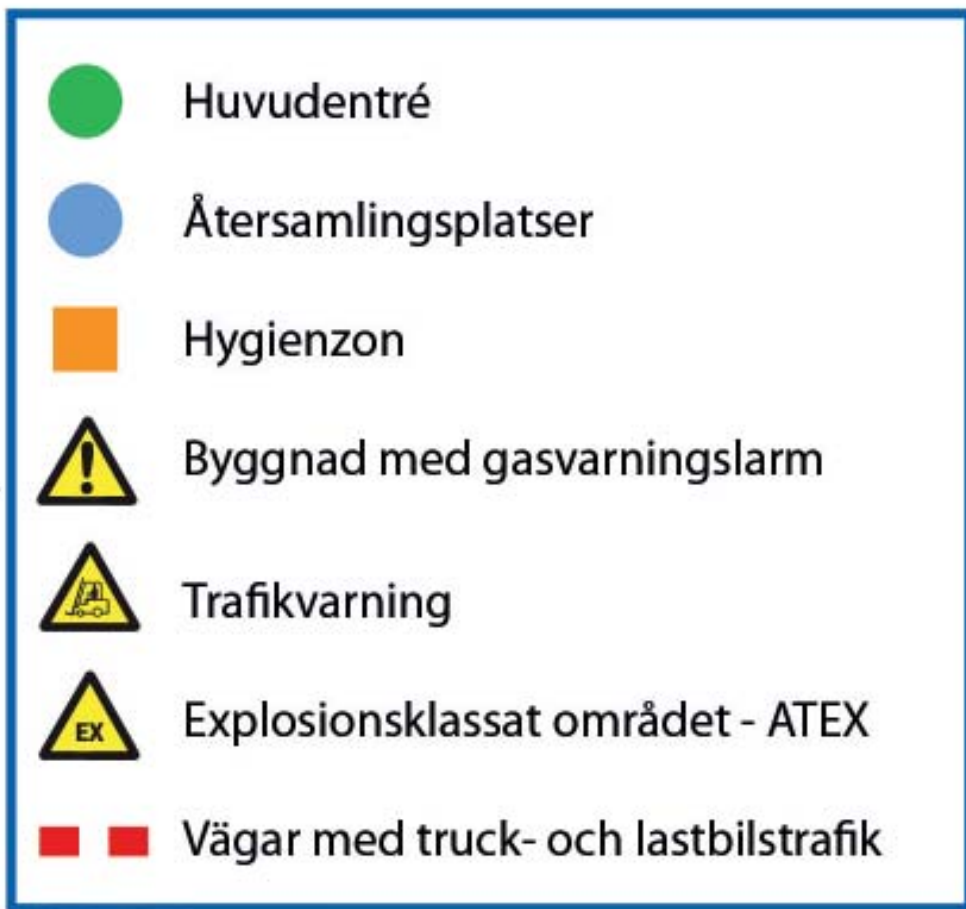 Huvudentré
Återsamlingsplatser
Hygienzon
Byggnad med gasvarningslarm
Trafikvarning
EX Explosionsklassat området - ATEX
Vägar med truck- och lastbilstrafik